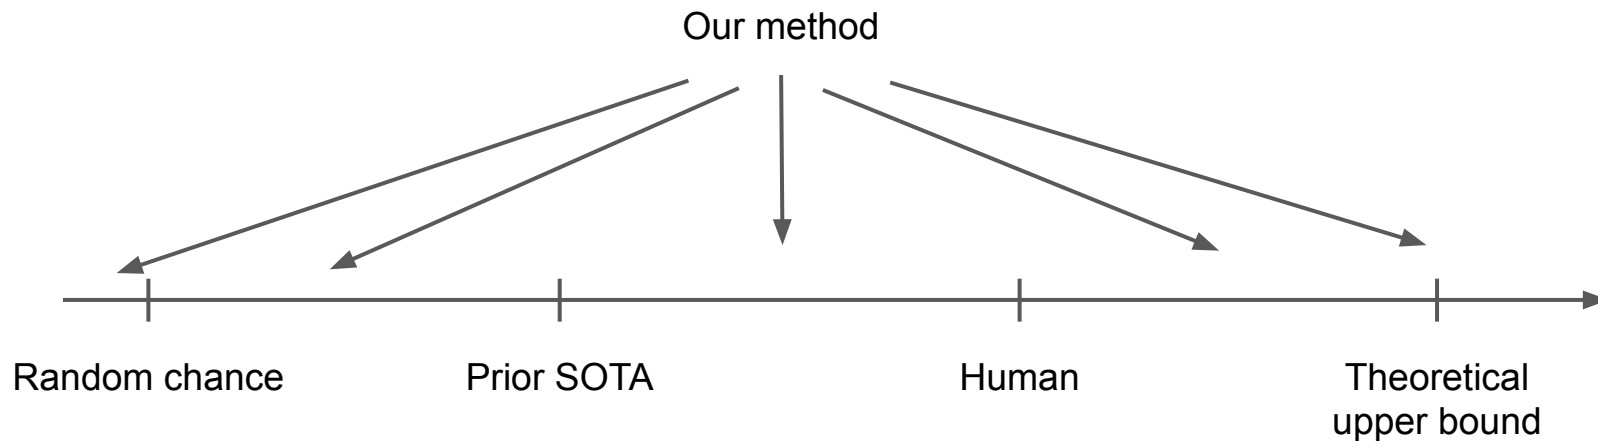 Our method
Random chance
Prior SOTA
Human
Theoretical
upper bound